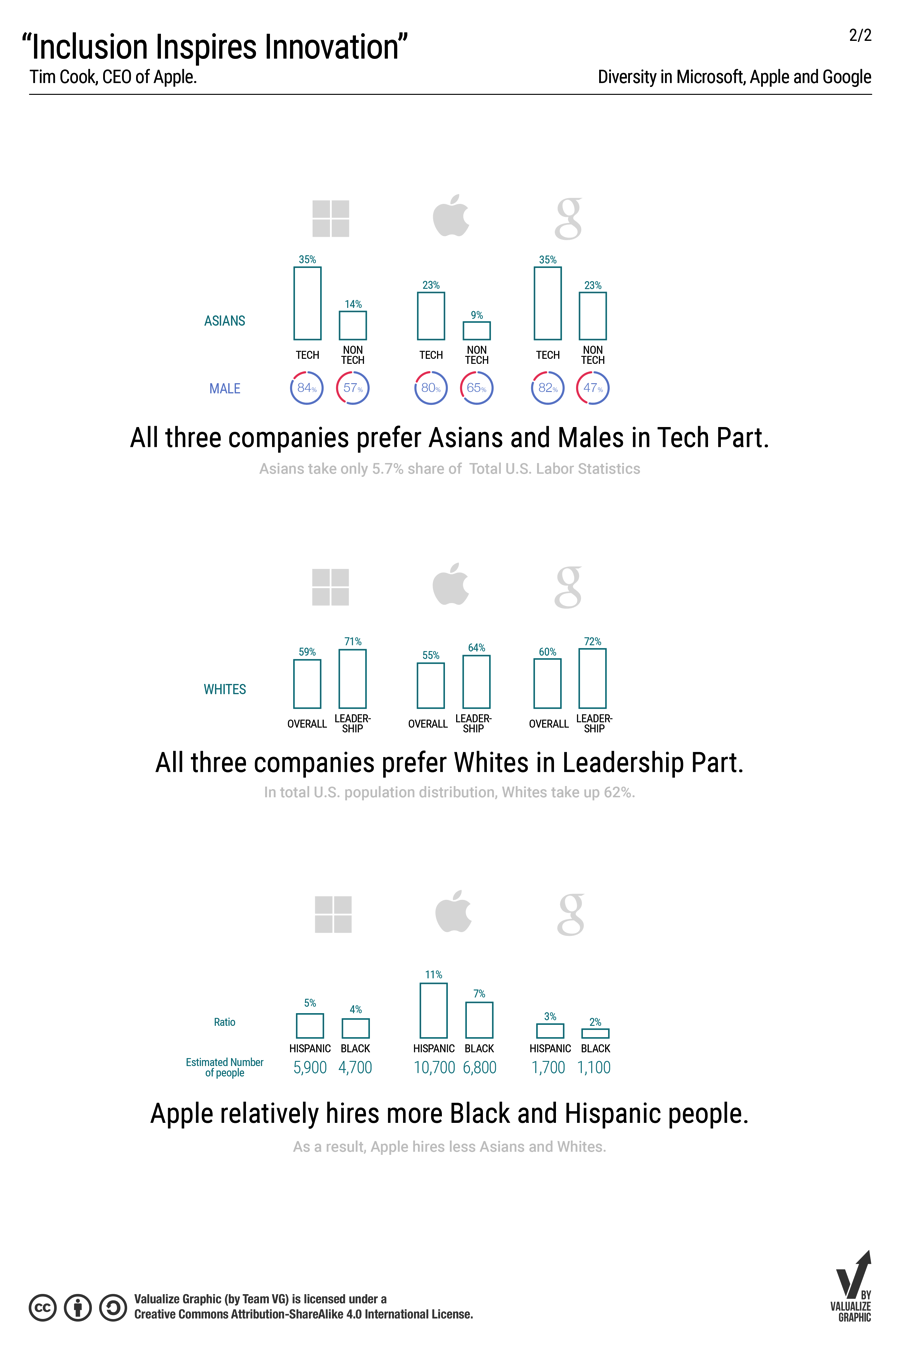 “Inclusion Inspires Innovation”
2/2
Tim Cook, CEO of Apple.
Diversity in Microsoft, Apple and Google
35%
14%
23%
9%
35%
23%
ASIANS
TECH
NON
TECH
TECH
NON
TECH
TECH
NON
TECH
MALE
84%
57%
80%
65%
82%
47%
All three companies prefer Asians and Males in Tech Part.
Asians take only 5.7% share of Total U.S. Labor Statistics
59%
71%
55%
64%
60%
72%
WHITES
OVERALL
LEADER-
SHIP
OVERALL
LEADER-
SHIP
OVERALL
LEADER-
SHIP
All three companies prefer Whites in Leadership Part.
In total U.S. population distribution, Whites take up 62%.
5%
4%
11%
7%
3%
2%
Ratio
HISPANIC BLACK
HISPANIC BLACK
HISPANIC BLACK
Estimated Number
of people
5,900 4,700
10,700 6,800
1,700 1,100
Apple relatively hires more Black and Hispanic people.
As a result, Apple hires less Asians and Whites.
cc
Valualize Graphic (by Team VG) is licensed under a
Creative Commons Attribution-ShareAlike 4.0 International License.
BY
VALUALIZE
GRAPHIC